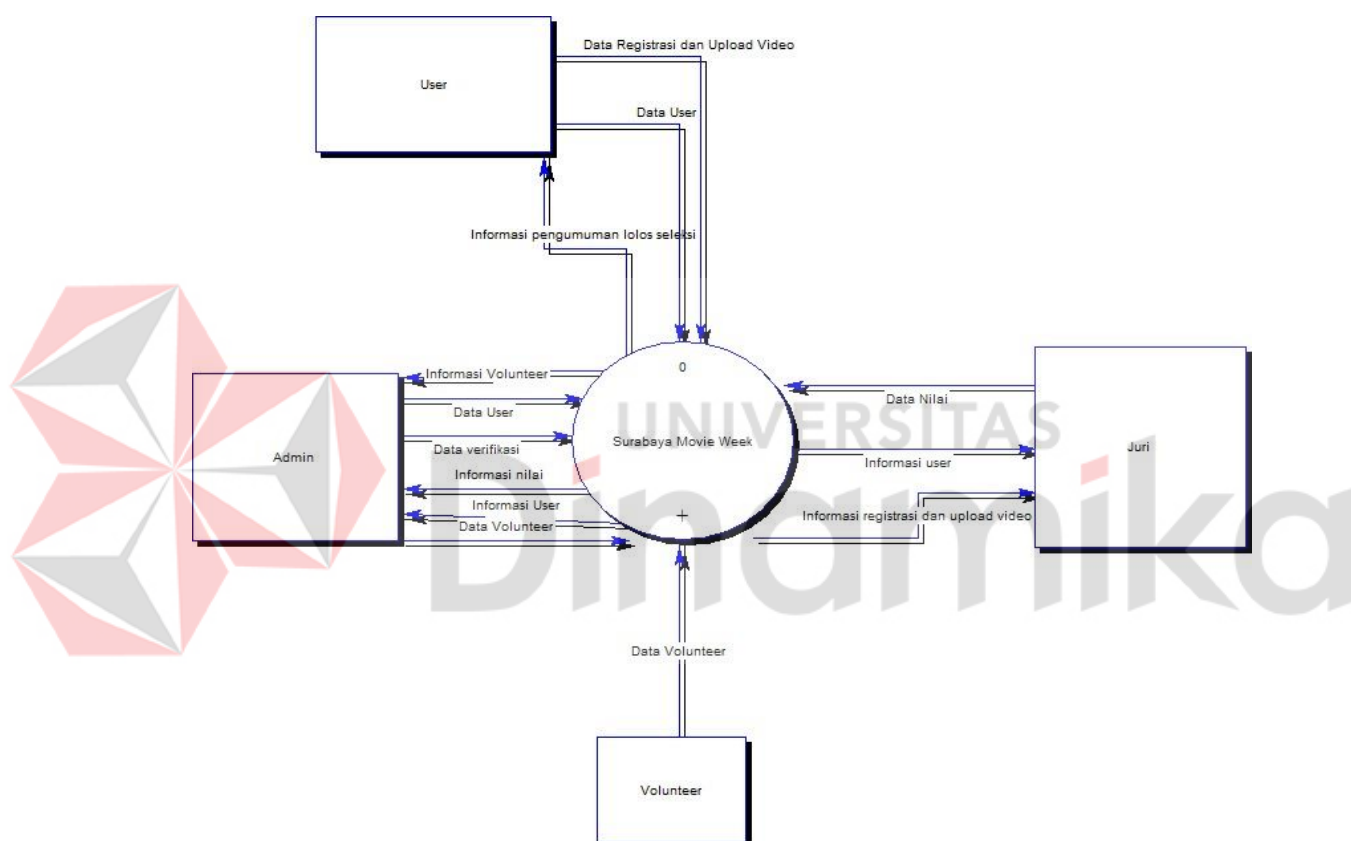 Data Registrasi dan Upload Video
User
Data User
Informasi pengumuman lolos seleksi
0
Informasi Volunteer
Data User
Data Nilai
UNIVERSITAS
Surabaya Movie Week
Juri
Data verifikasi
Admin
Informasi user
Informasi nilai
Dinamika
Informasi User
Informasi registrasi dan upload video
Data Volunteer
Data Volunteer
Volunteer